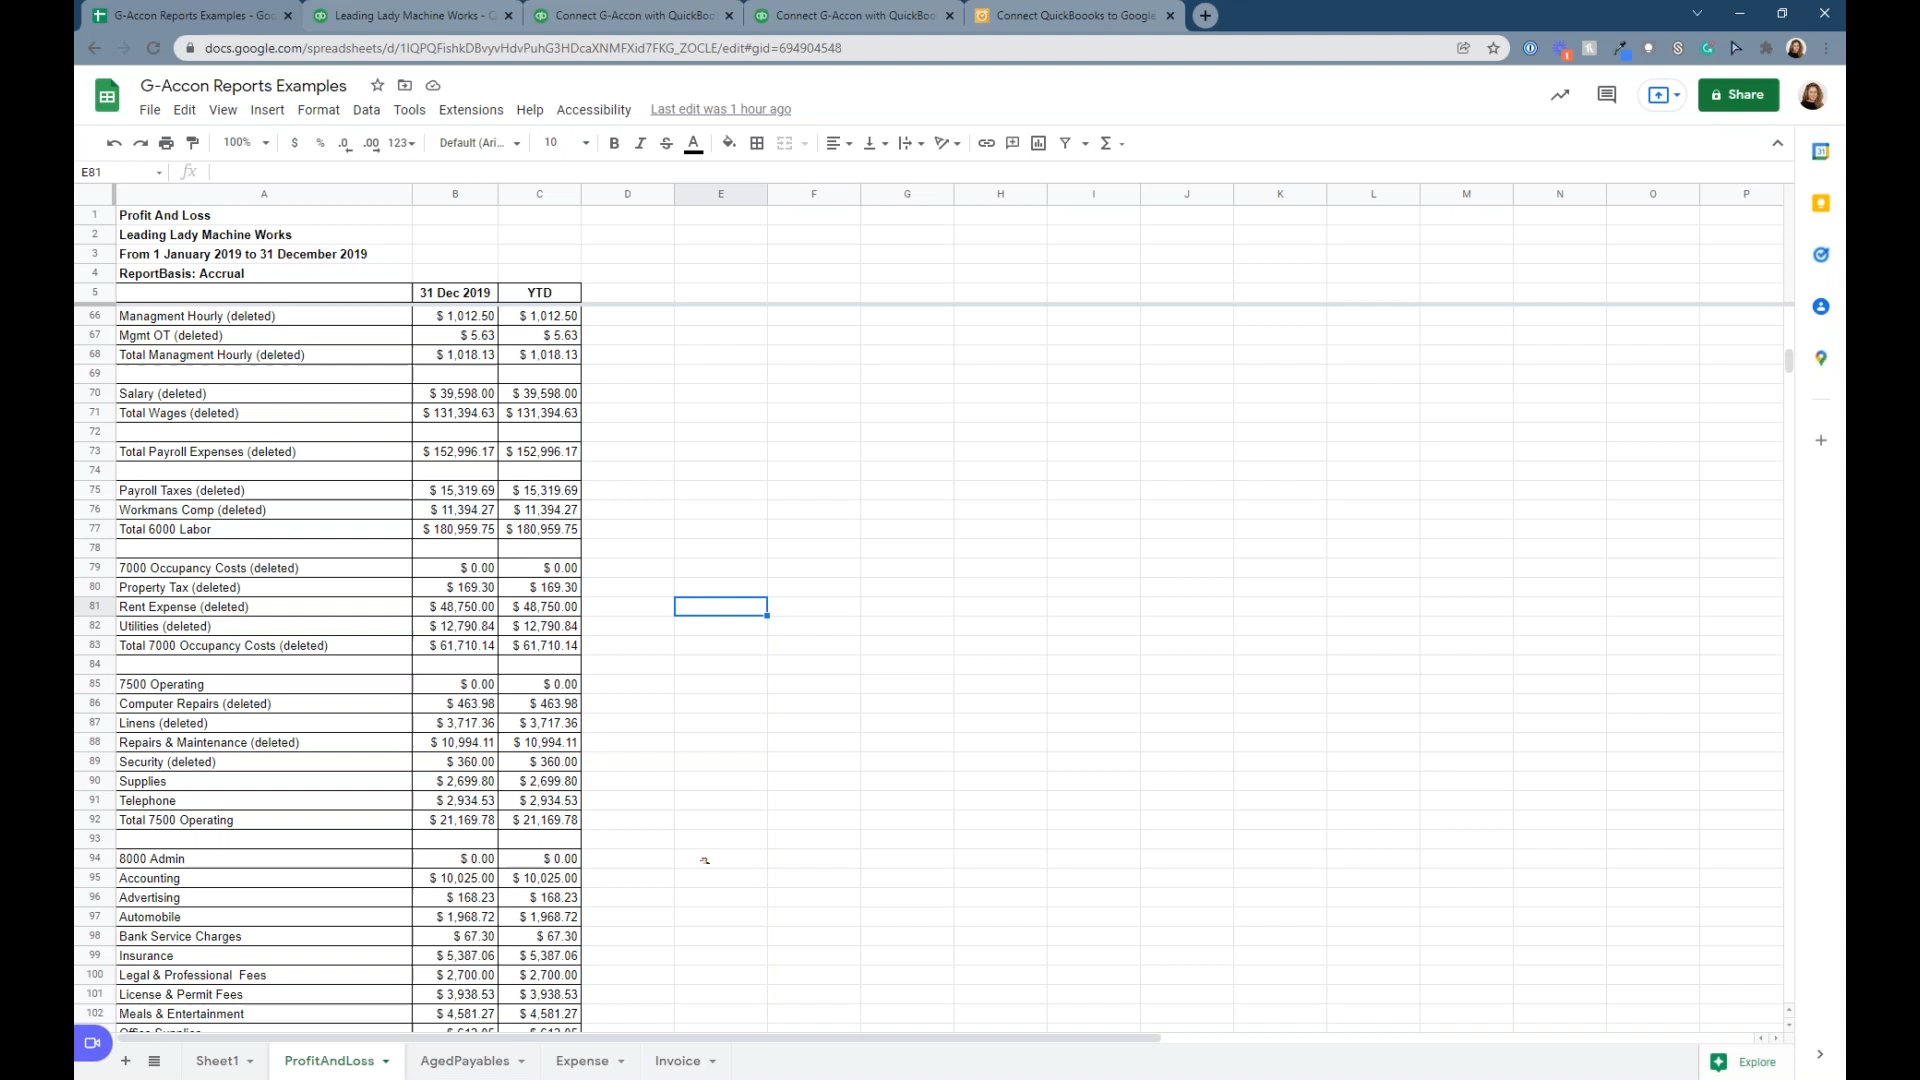 G-Accon Reports Examples - Goo
Leading Lady Machine Works - C
Connect G-Accon with QuickBoo
Connect G-Accon with QuickBo
Connect QuickBoooks to Google
docs.google.com/spreadsheets/d/1IQPQFishkDBvyvHdvPuhG3HDcaXNMFXid7FKG_ZOCLE/edit#gid=694904548
G-Accon Reports Examples
File Edit View Insert Format Data Tools Extensions Help Accessibility Last edit was 1 hour ago
Share
100% $ % .0 .00 123 Default (Ari... 10 B I S A
E81 fx
A B C D E F G H I J K L M N O P
1 Profit And Loss
2 Leading Lady Machine Works
3 From 1 January 2019 to 31 December 2019
4 ReportBasis: Accrual
5 31 Dec 2019 YTD
66 Managment Hourly (deleted) $ 1,012.50 $ 1,012.50
67 Mgmt OT (deleted) $ 5.63 $ 5.63
68 Total Managment Hourly (deleted) $ 1,018.13 $ 1,018.13
69
70 Salary (deleted) $ 39,598.00 $ 39,598.00
71 Total Wages (deleted) $ 131,394.63 $ 131,394.63
72
73 Total Payroll Expenses (deleted) $ 152,996.17 $ 152,996.17
74
75 Payroll Taxes (deleted) $ 15,319.69 $ 15,319.69
76 Workmans Comp (deleted) $ 11,394.27 $ 11,394.27
77 Total 6000 Labor $ 180,959.75 $ 180,959.75
78
79 7000 Occupancy Costs (deleted) $ 0.00 $ 0.00
80 Property Tax (deleted) $ 169.30 $ 169.30
81 Rent Expense (deleted) $ 48,750.00 $ 48,750.00
82 Utilities (deleted) $ 12,790.84 $ 12,790.84
83 Total 7000 Occupancy Costs (deleted) $ 61,710.14 $ 61,710.14
84
85 7500 Operating $ 0.00 $ 0.00
86 Computer Repairs (deleted) $ 463.98 $ 463.98
87 Linens (deleted) $ 3,717.36 $ 3,717.36
88 Repairs & Maintenance (deleted) $ 10,994.11 $ 10,994.11
89 Security (deleted) $ 360.00 $ 360.00
90 Supplies $ 2,699.80 $ 2,699.80
91 Telephone $ 2,934.53 $ 2,934.53
92 Total 7500 Operating $ 21,169.78 $ 21,169.78
93
94 8000 Admin $ 0.00 $ 0.00
95 Accounting $ 10,025.00 $ 10,025.00
96 Advertising $ 168.23 $ 168.23
97 Automobile $ 1,968.72 $ 1,968.72
98 Bank Service Charges $ 67.30 $ 67.30
99 Insurance $ 5,387.06 $ 5,387.06
100 Legal & Professional Fees $ 2,700.00 $ 2,700.00
101 License & Permit Fees $ 3,938.53 $ 3,938.53
102 Meals & Entertainment $ 4,581.27 $ 4,581.27
Sheet1 ProfitAndLoss AgedPayables Expense Invoice
Explore